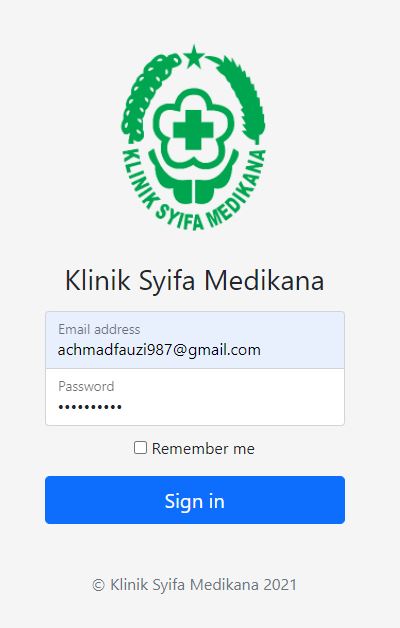 KLINIK SYIFA MEDIKANA
Klinik Syifa Medikana
Email address
achmadfauzi987@gmail.com
Password
••••••••••
Remember me
Sign in
© Klinik Syifa Medikana 2021